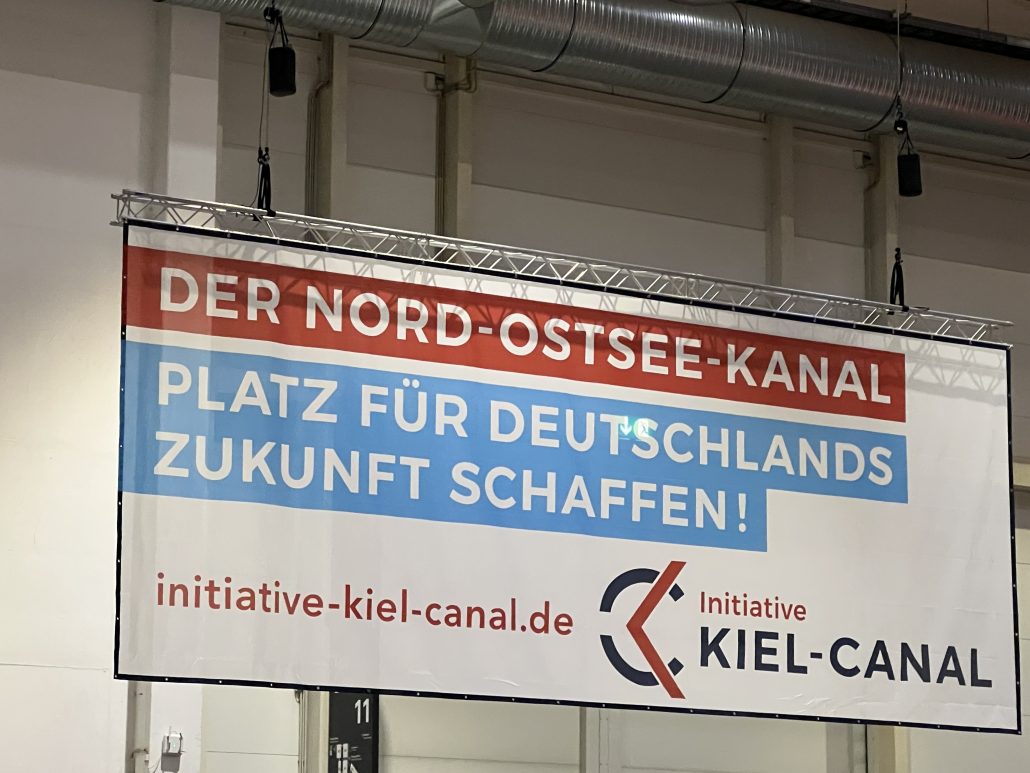 DER NORD-OSTSEE-KANAL
PLATZ FÜR DEUTSCHLANDS
ZUKUNFT SCHAFFEN!
initiative-kiel-canal.de
Initiative
KIEL-CANAL
11